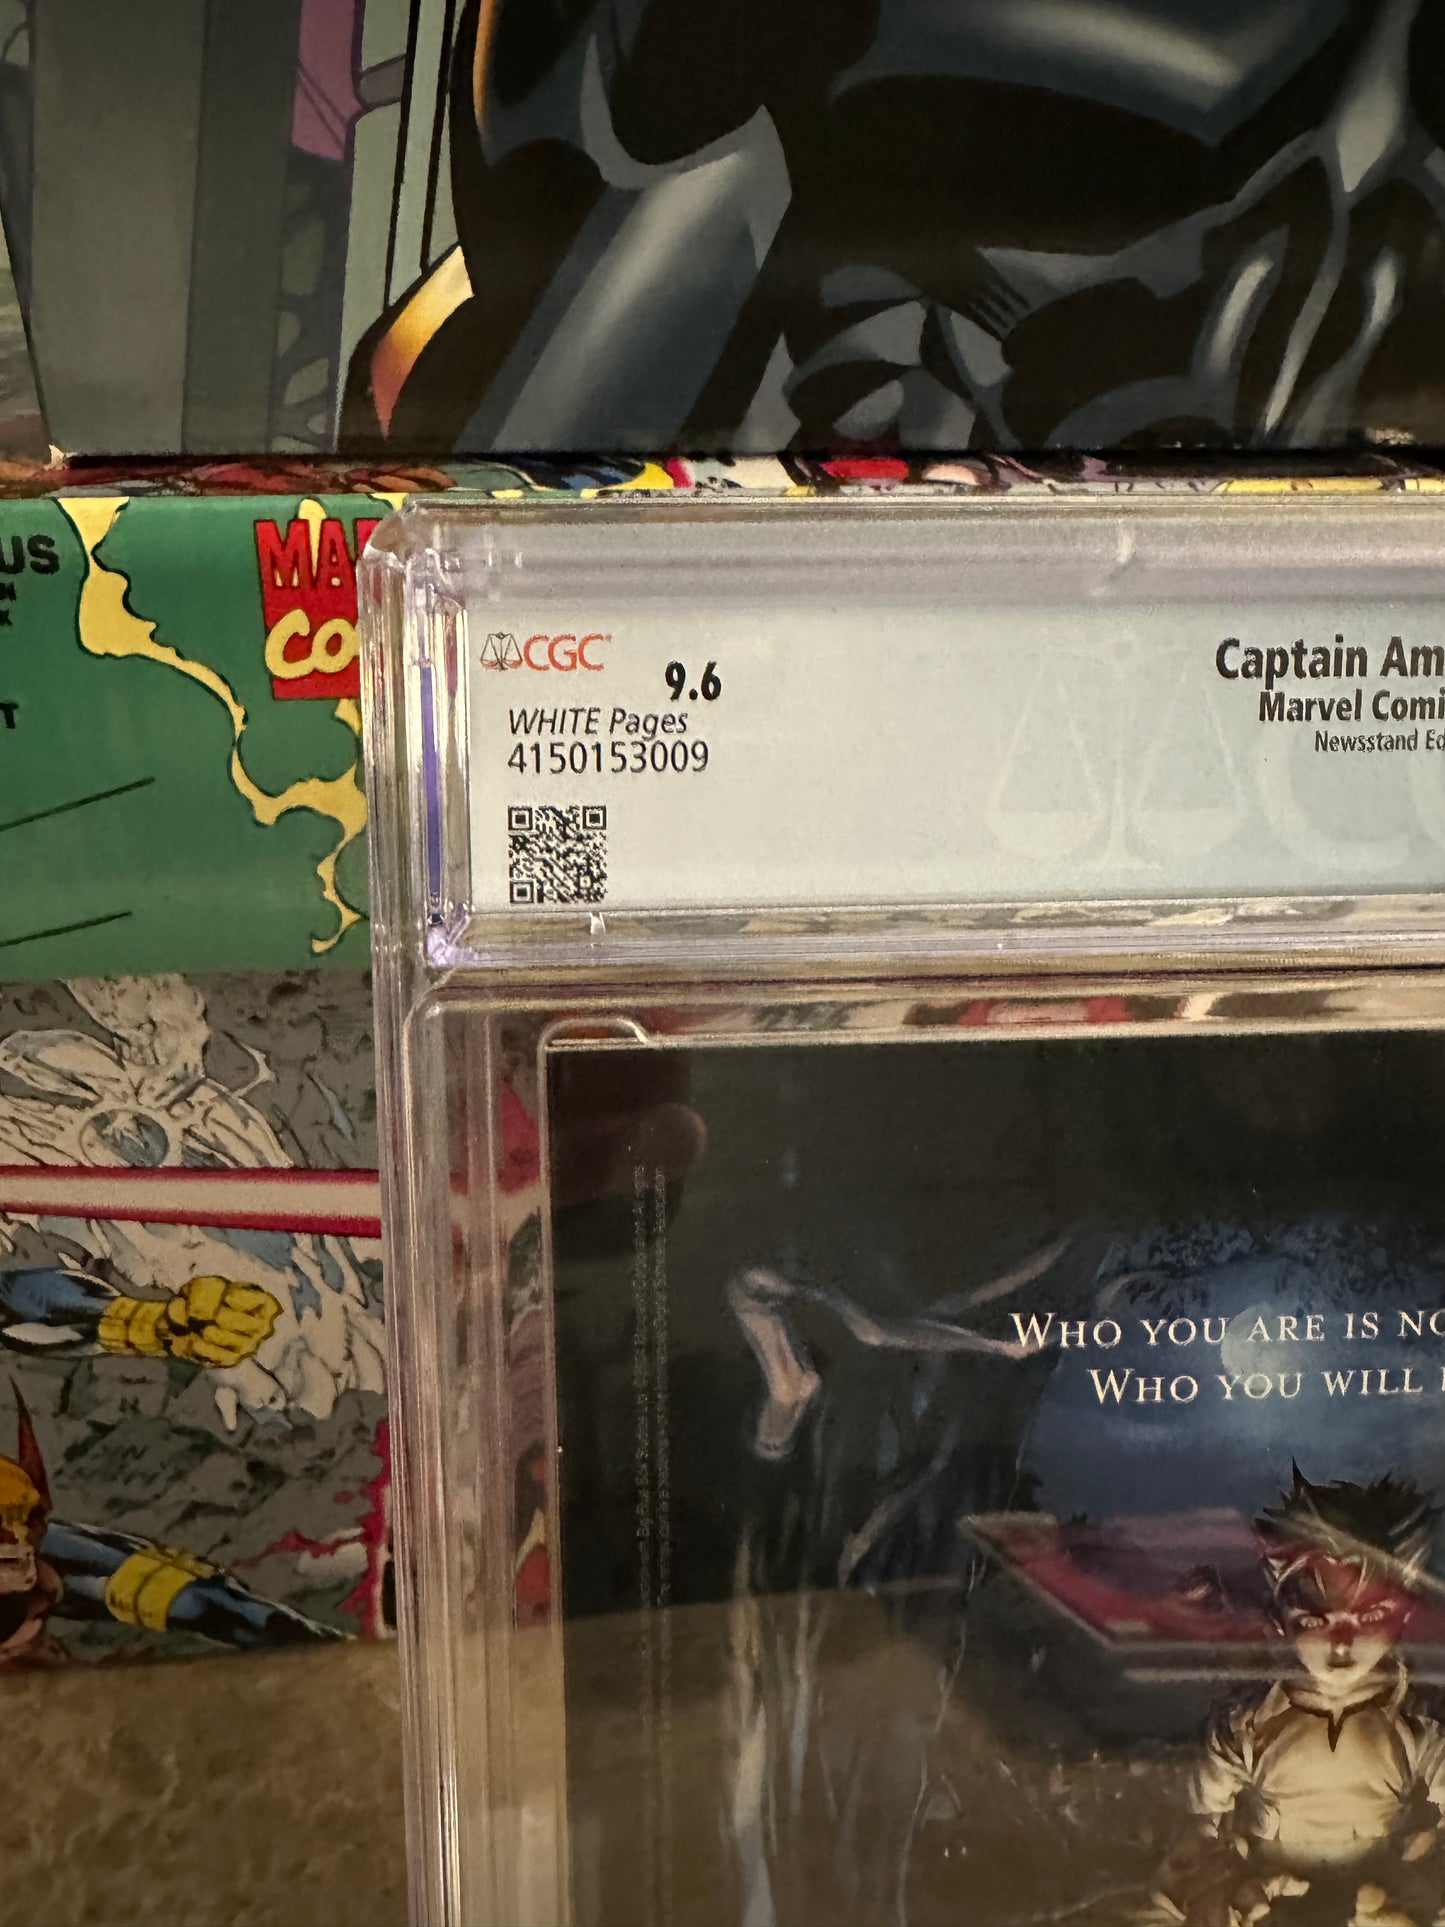 US
T
MA
CO
CGC
9.6
WHITE Pages
4150153009
Captain Am
Marvel Comi
Newsstand Ed
WHO YOU ARE IS NO
WHO YOU WILL